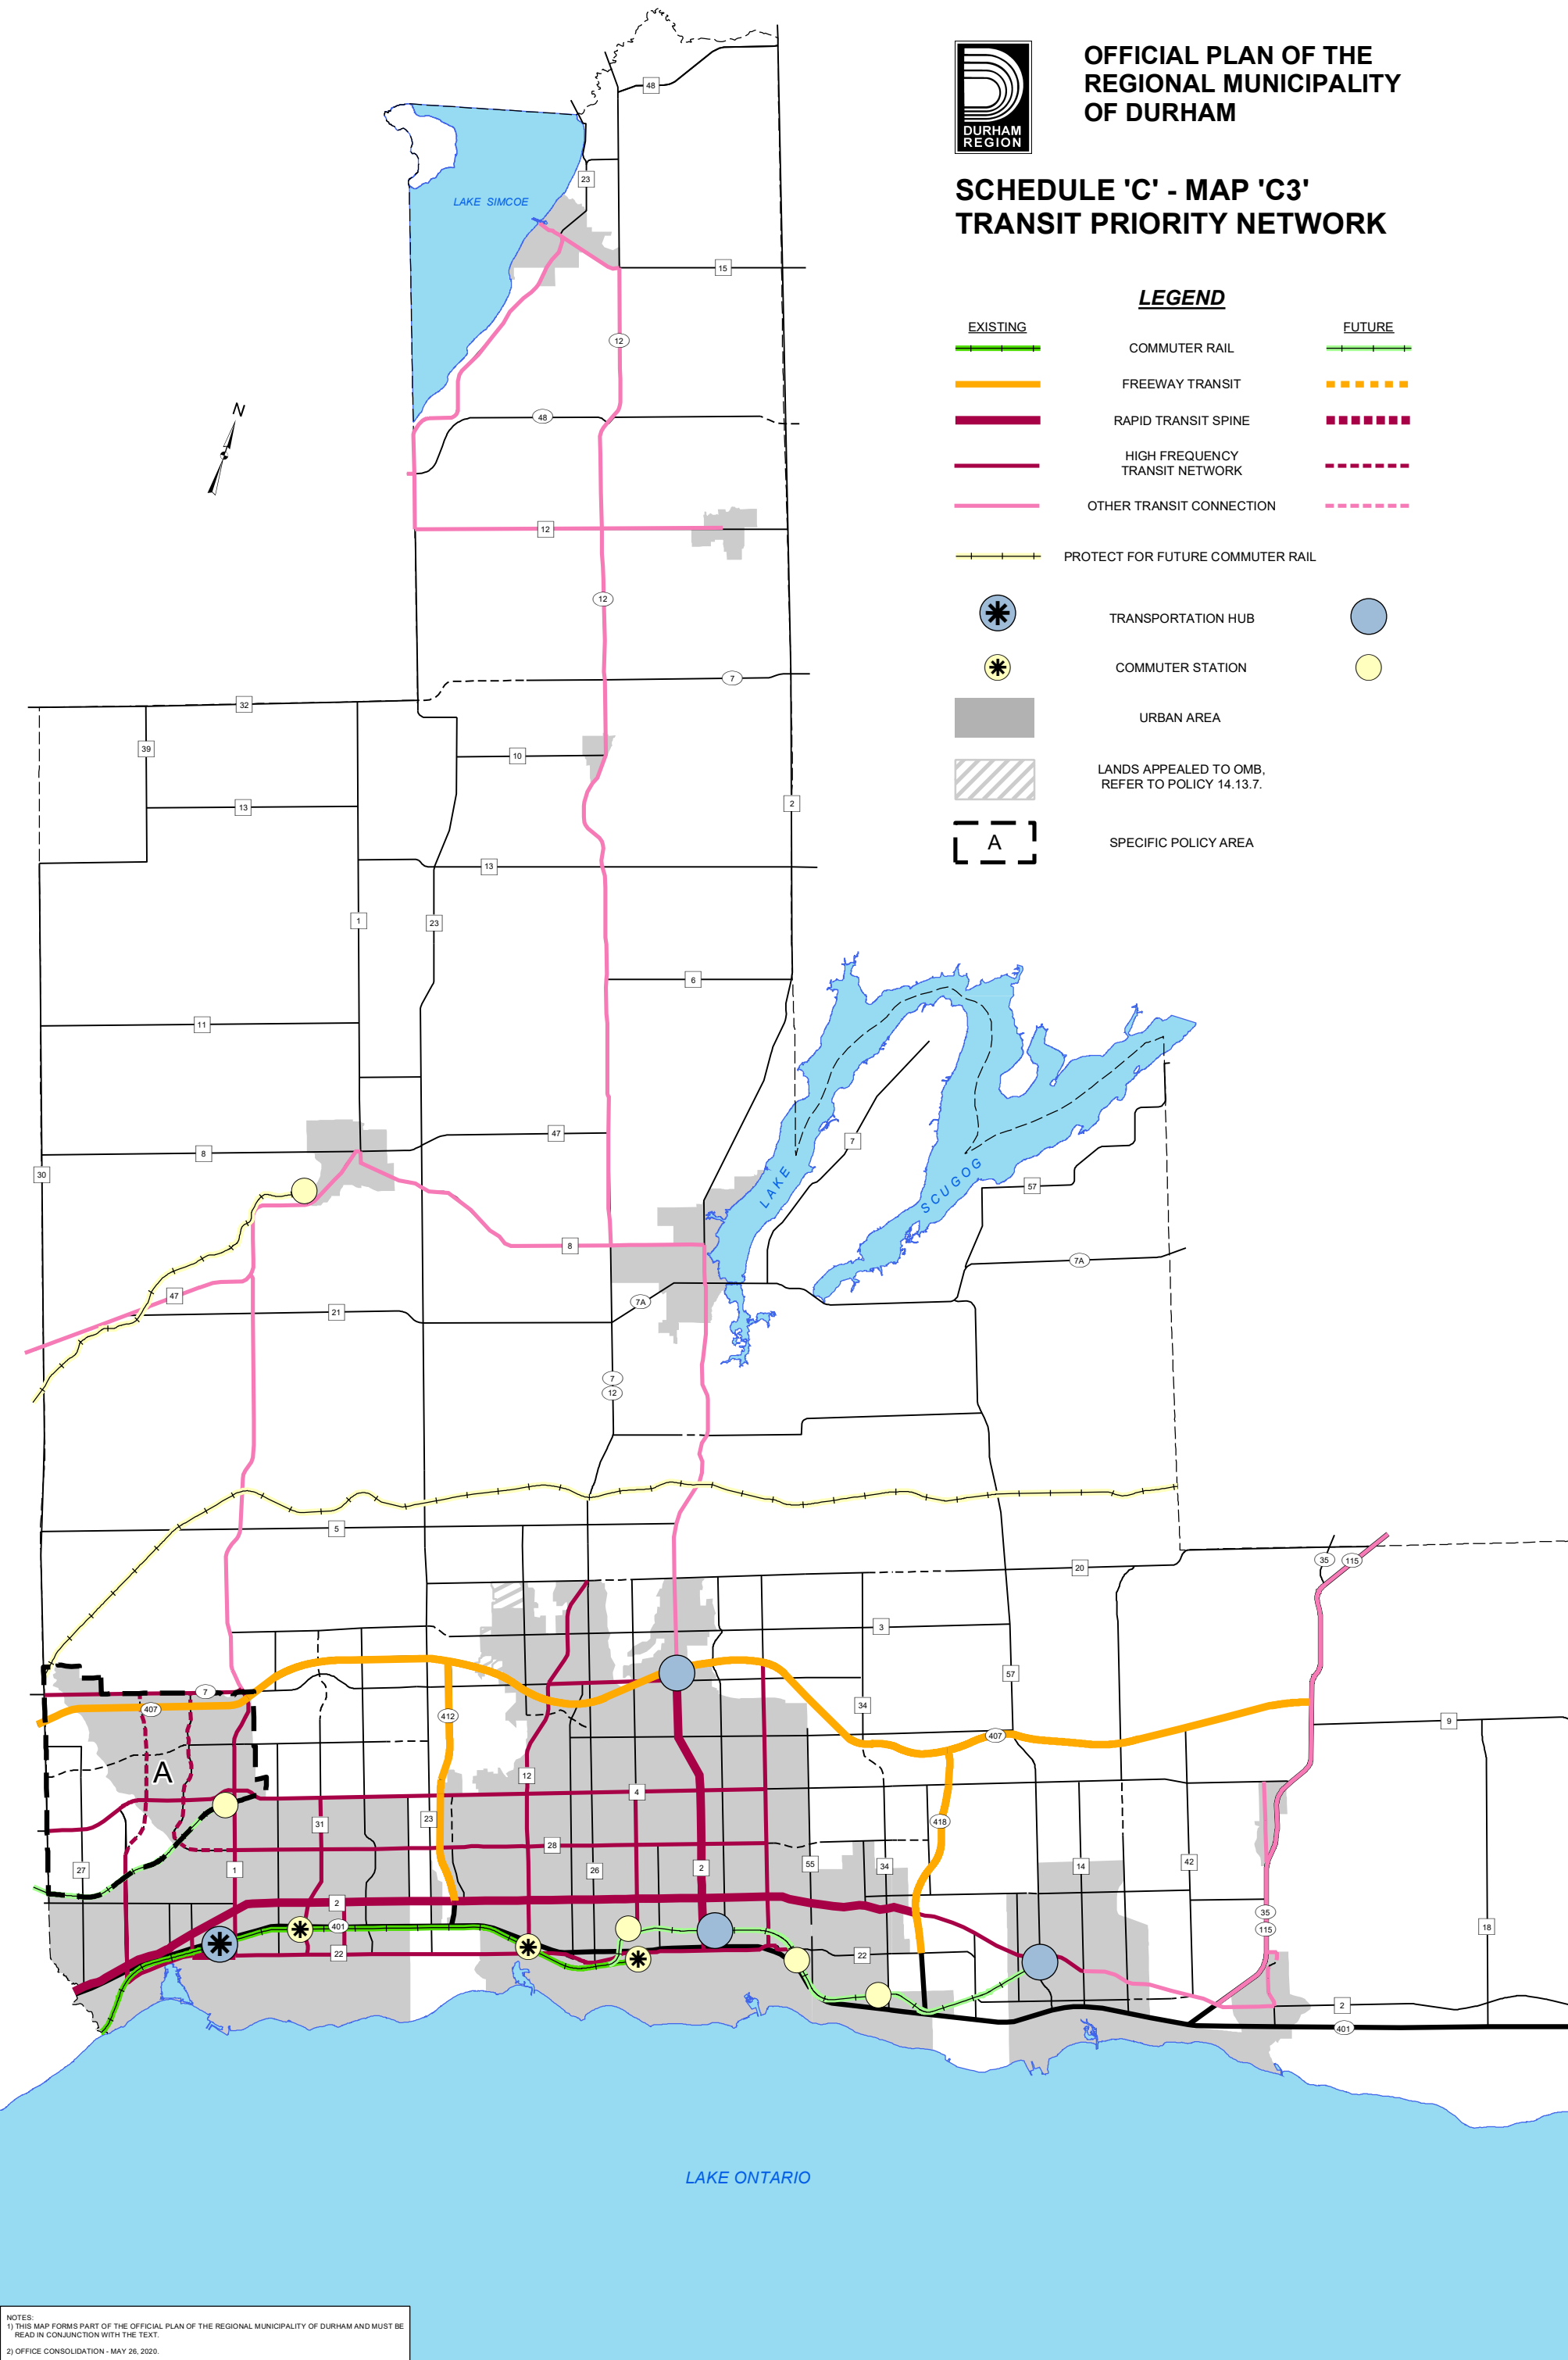 DURHAM
REGION
OFFICIAL PLAN OF THE
REGIONAL MUNICIPALITY
OF DURHAM
SCHEDULE 'C' - MAP 'C3'
TRANSIT PRIORITY NETWORK
LEGEND
EXISTING
FUTURE
COMMUTER RAIL
FREEWAY TRANSIT
RAPID TRANSIT SPINE
HIGH FREQUENCY
TRANSIT NETWORK
OTHER TRANSIT CONNECTION
PROTECT FOR FUTURE COMMUTER RAIL
TRANSPORTATION HUB
COMMUTER STATION
URBAN AREA
LANDS APPEALED TO OMB,
REFER TO POLICY 14.13.7.
A
SPECIFIC POLICY AREA
48
23
LAKE SIMCOE
15
12
N
48
12
12
7
32
39
10
13
2
13
1
23
6
11
47
7
8
30
LAKE
SCUGOG
57
8
7A
47
7A
21
7
12
5
35
115
20
3
57
7
407
34
412
9
407
A
12
4
23
418
31
28
27
1
26
2
55
34
14
42
2
35
115
401
22
22
18
2
401
LAKE ONTARIO
NOTES:
1) THIS MAP FORMS PART OF THE OFFICIAL PLAN OF THE REGIONAL MUNICIPALITY OF DURHAM AND MUST BE
READ IN CONJUNCTION WITH THE TEXT.
2) OFFICE CONSOLIDATION - MAY 26, 2020.